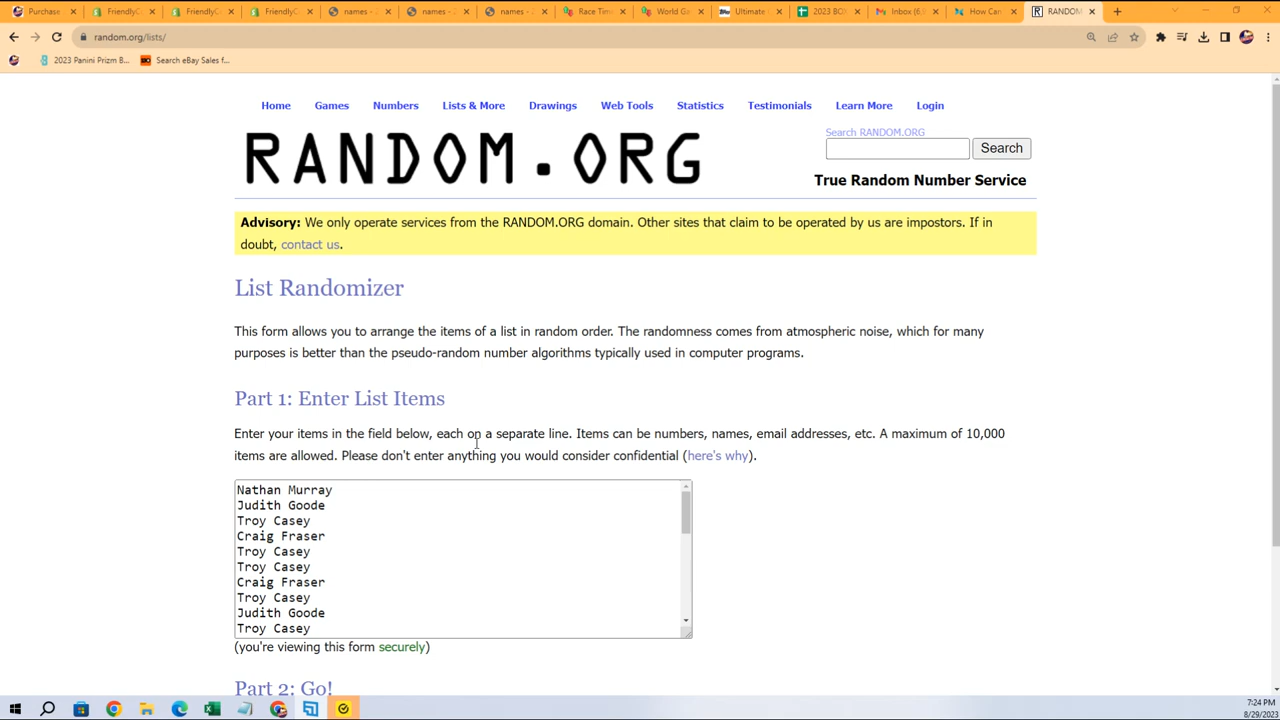 Purchase
FriendlyC
FriendlyC
FriendlyC
names -
names - 2
names - 2
Race Time
World Ga
Ultimate
2023 BO
Inbox (6,
How Can
RANDOM
random.org/lists/
2023 Panini Prizm B...
Search eBay Sales f...
Home
Games
Numbers
Lists & More
Drawings
Web Tools
Statistics
Testimonials
Learn More
Login
RANDOM.ORG
Search RANDOM.ORG
Search
True Random Number Service
Advisory: We only operate services from the RANDOM.ORG domain. Other sites that claim to be operated by us are impostors. If in
doubt, contact us.
List Randomizer
This form allows you to arrange the items of a list in random order. The randomness comes from atmospheric noise, which for many
purposes is better than the pseudo-random number algorithms typically used in computer programs.
Part 1: Enter List Items
Enter your items in the field below, each on a separate line. Items can be numbers, names, email addresses, etc. A maximum of 10,000
items are allowed. Please don't enter anything you would consider confidential (here's why).
Nathan Murray
Judith Goode
Troy Casey
Craig Fraser
Troy Casey
Troy Casey
Craig Fraser
Troy Casey
Judith Goode
Troy Casey
(you're viewing this form securely)
Part 2: Go!
7:24 PM
8/29/2023